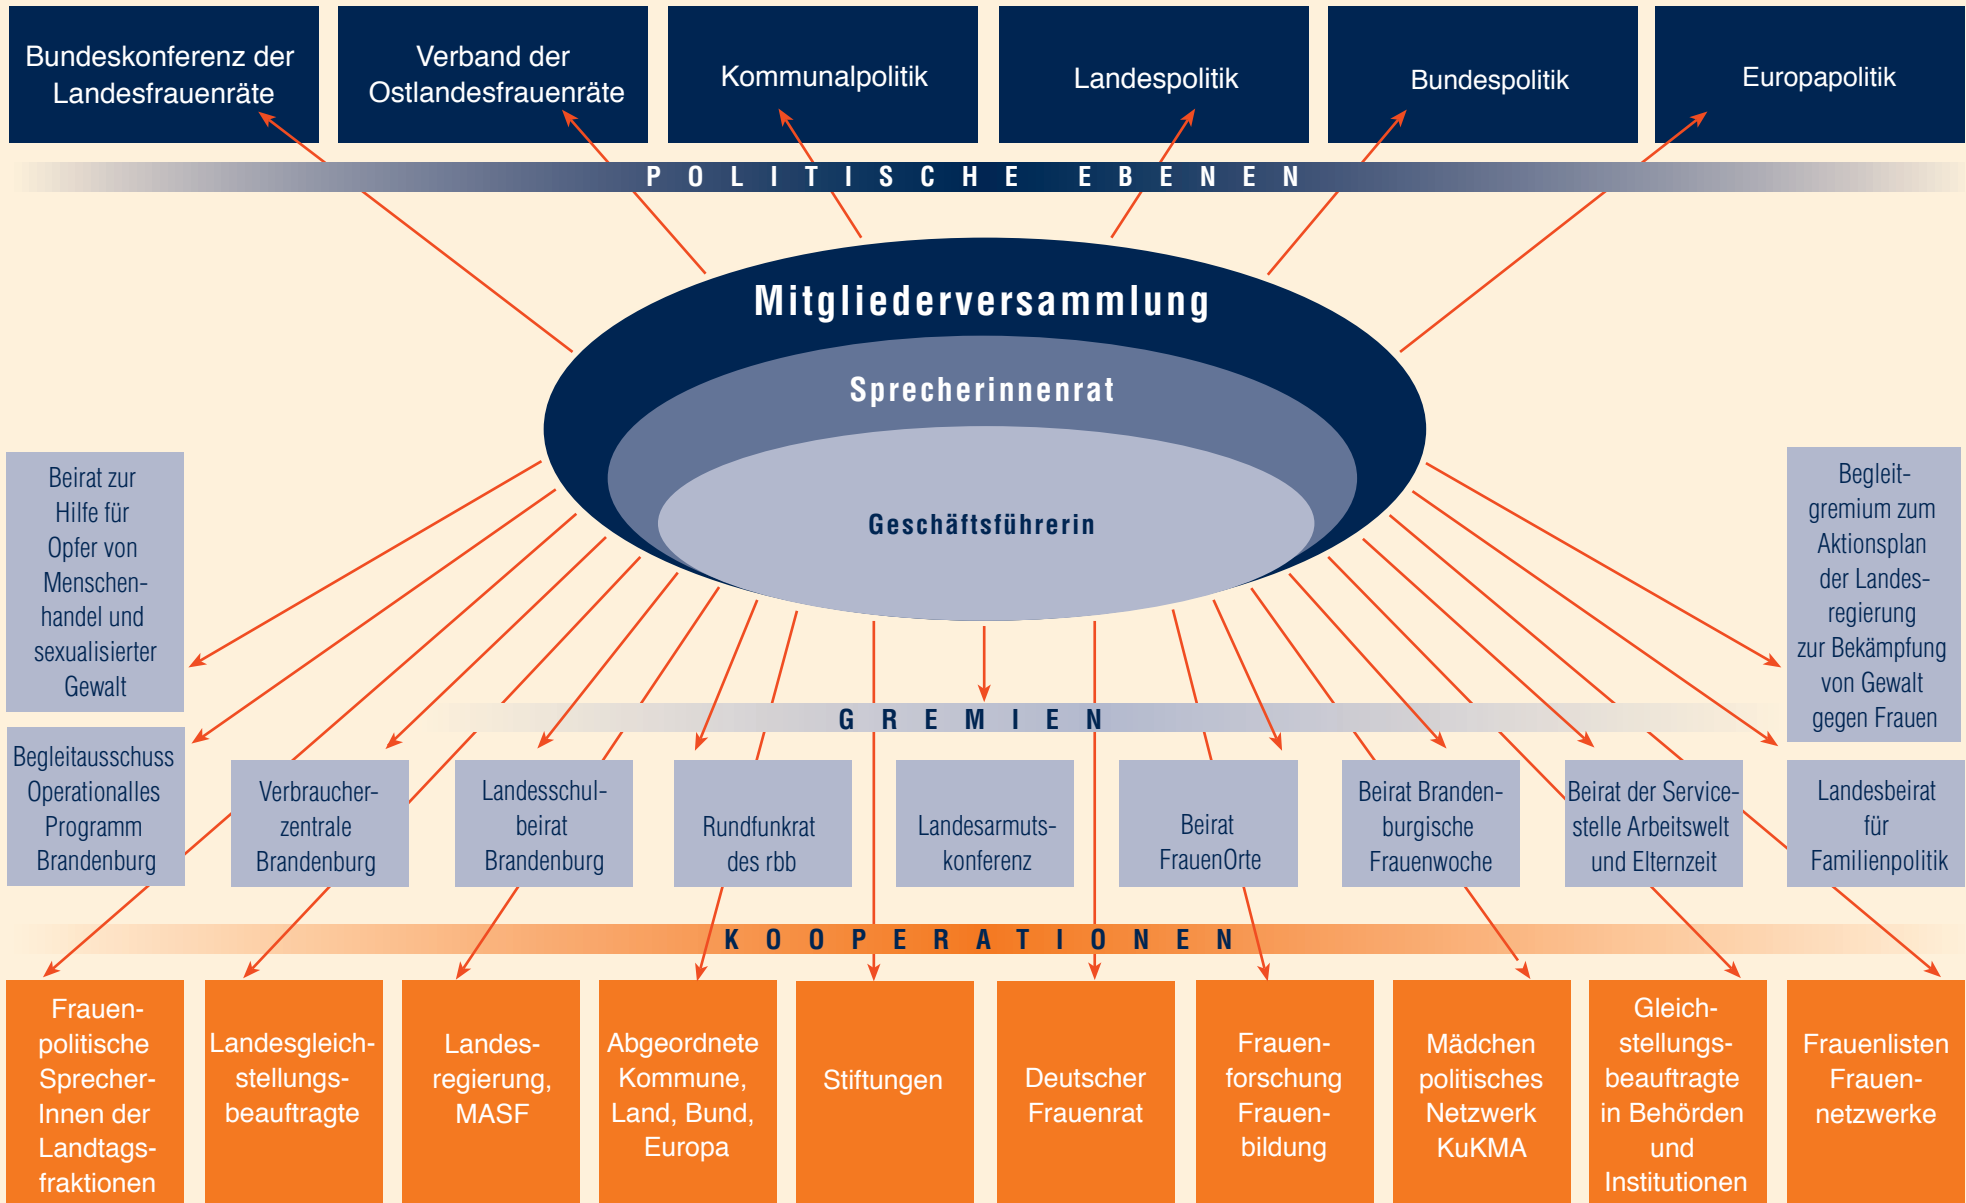 Bundeskonferenz der
Landesfrauenräte
Verband der
Ostlandesfrauenräte
Kommunalpolitik
Landespolitik
Bundespolitik
Europapolitik
POLITISCHE EBENEN
Mitgliederversammlung
Sprecherinnenrat
Geschäftsführerin
Beirat zur
Hilfe für
Opfer von
Menschen-
handel und
sexualisierter
Gewalt
Begleit-
gremium zum
Aktionsplan
der Landes-
regierung
zur Bekämpfung
von Gewalt
gegen Frauen
GREMIEN
Begleitausschuss
Operationalles
Programm
Brandenburg
Verbraucher-
zentrale
Brandenburg
Landesschul-
beirat
Brandenburg
Rundfunkrat
des rbb
Landesarmuts-
konferenz
Beirat
FrauenOrte
Beirat Branden-
burgische
Frauenwoche
Beirat der Service-
stelle Arbeitswelt
und Elternzeit
Landesbeirat
für
Familienpolitik
KOOPERATIONEN
Frauen-
politische
Sprecher-
Innen der
Landtags-
fraktionen
Landesgleich-
stellungs-
beauftragte
Landes-
regierung,
MASF
Abgeordnete
Kommune,
Land, Bund,
Europa
Stiftungen
Deutscher
Frauenrat
Frauen-
forschung
Frauen-
bildung
Mädchen
politisches
Netzwerk
KuKMA
Gleich-
stellungs-
beauftragte
in Behörden
und
Institutionen
Frauenlisten
Frauen-
netzwerke